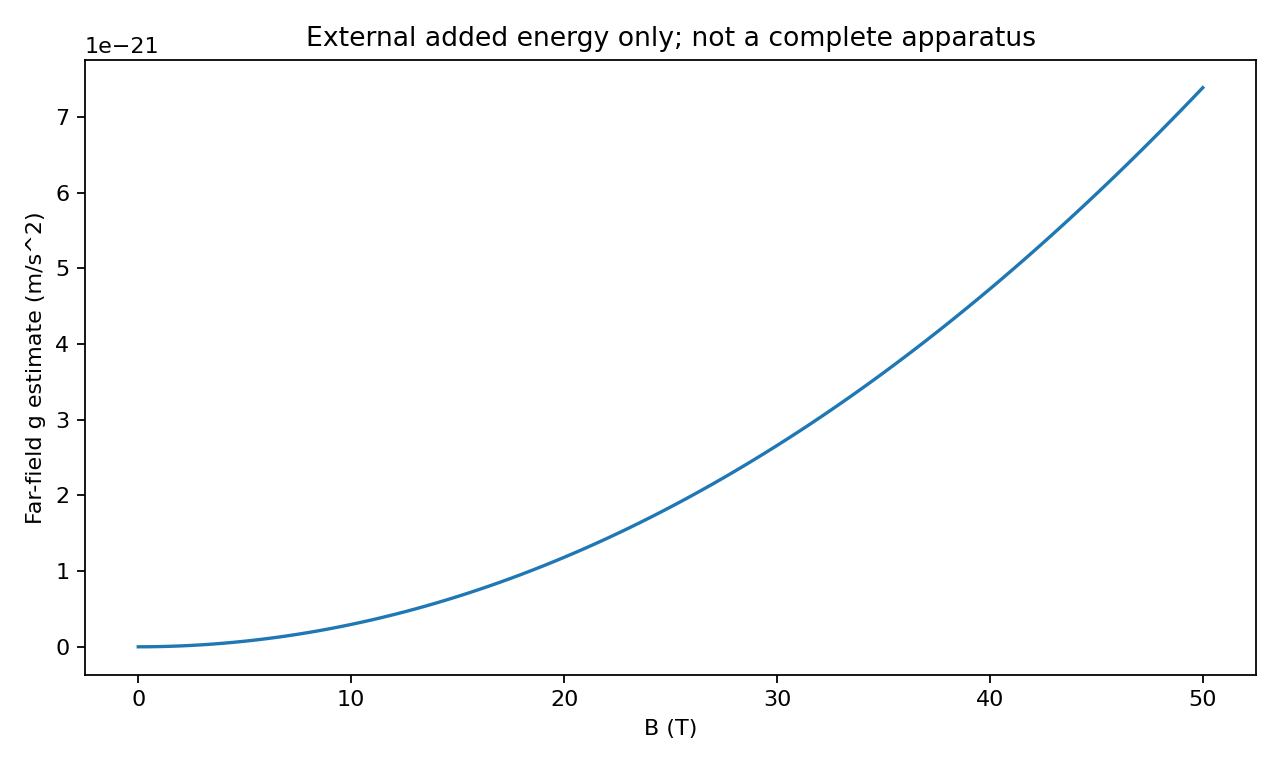 External added energy only; not a complete apparatus
1e−21
Far-field g estimate (m/s^2)
7
6
5
4
3
2
1
0
0 10 20 30 40 50
B (T)